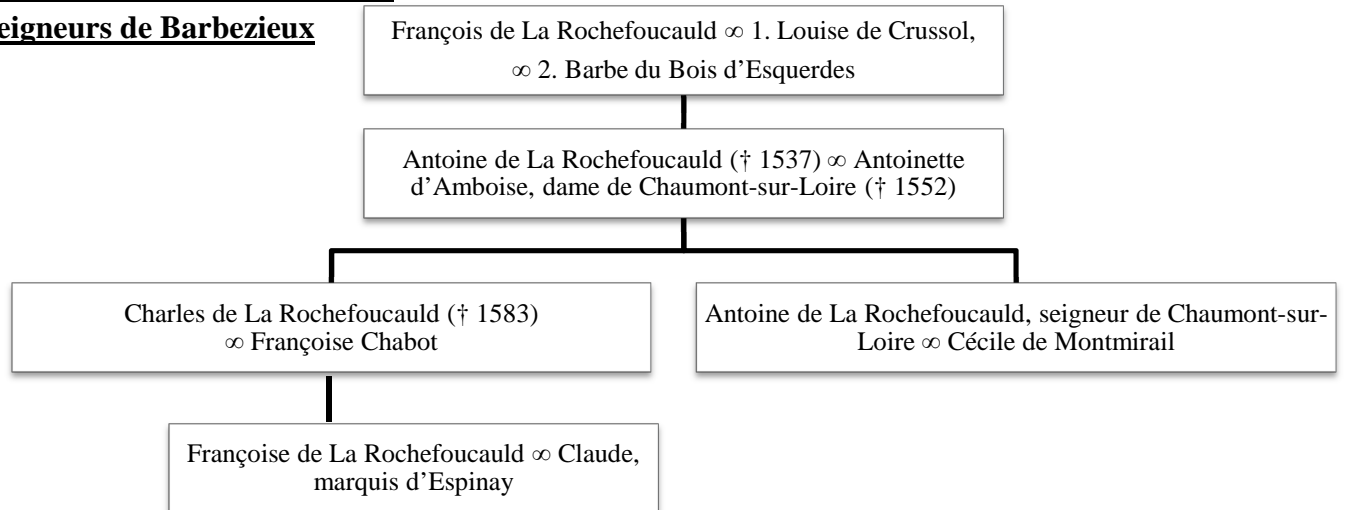 eigneurs de Barbezieux
François de La Rochefoucauld ∞ 1. Louise de Crussol,
∞ 2. Barbe du Bois d’Esquerdes
Antoine de La Rochefoucauld († 1537) ∞ Antoinette
d’Amboise, dame de Chaumont-sur-Loire († 1552)
Charles de La Rochefoucauld († 1583)
∞ Françoise Chabot
Antoine de La Rochefoucauld, seigneur de Chaumont-sur-
Loire ∞ Cécile de Montmirail
Françoise de La Rochefoucauld ∞ Claude,
marquis d’Espinay